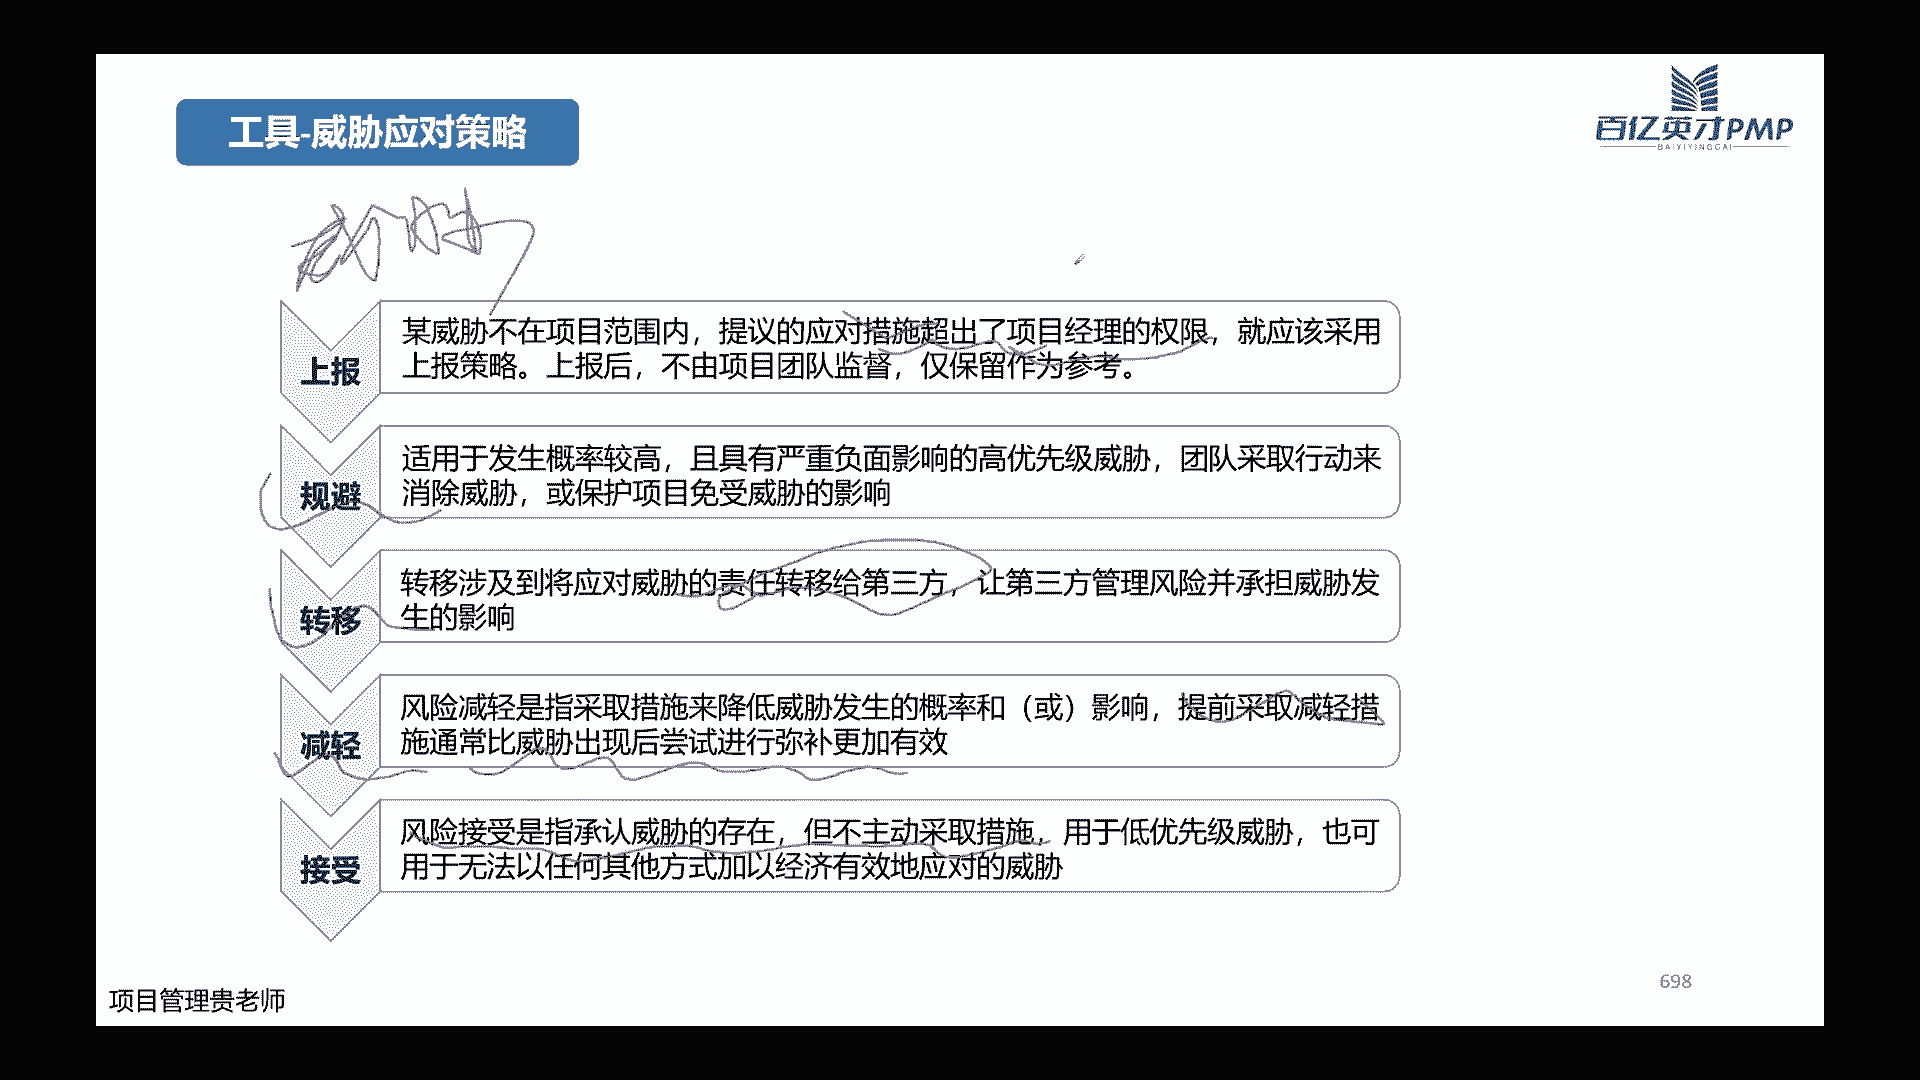 工具-威胁应对策略
百亿英才PMP
BAIYIYINGCAI
威胁
上报
某威胁不在项目范围内，提议的应对措施超出了项目经理的权限，就应该采用
上报策略。上报后，不由项目团队监督，仅保留作为参考。
规避
适用于发生概率较高，且具有严重负面影响的高优先级威胁，团队采取行动来
消除威胁，或保护项目免受威胁的影响
转移
转移涉及到将应对威胁的责任转移给第三方，让第三方管理风险并承担威胁发
生的影响
减轻
风险减轻是指采取措施来降低威胁发生的概率和（或）影响，提前采取减轻措
施通常比威胁出现后尝试进行弥补更加有效
接受
风险接受是指承认威胁的存在，但不主动采取措施，用于低优先级威胁，也可
用于无法以任何其他方式加以经济有效地应对的威胁
698
项目管理贵老师